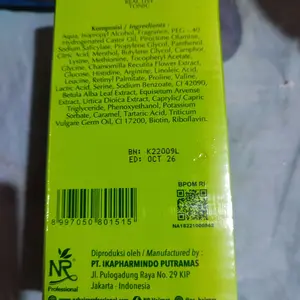 TONIC
Komposisi / Ingredients :
Aqua, Isopropyl Alcohol, Fragrance, PEG - 40
Hydrogenated Castor Oil, Piroctone Olamine,
Sodium Salicylate, Propylene Glycol, Panthenol,
Citric Acid, Menthol, Butylene Glycol, Camphor,
Lysine, Methionine, Tocopheryl Acetate,
Glycine, Chamomilla Recutita Flower Extract,
Glucose, Histidine, Arginine, Linoleic Acid,
Leucine, Retinyl Palmitate, Proline, Valine,
Lactic Acid, Serine, Sodium Benzoate, CI 42090,
Betula Alba Leaf Extract, Equisetum Arvense
Extract, Urtica Dioica Extract, Caprylic/ Capric
Triglyceride, Phenoxyethanol, Potassium
Sorbate, Caramel, Tartaric Acid, Triticum
Vulgare Germ Oil, CI 17200, Biotin, Riboflavin.
BN: K22009L
ED: OCT 26
BPOM RI
8 997050 801515
NR
Professional
Diproduksi oleh / Manufactured by :
PT. IKAPHARMINDO PUTRAMAS
Jl. Pulogadung Raya No. 29 KIP
Jakarta - Indonesia